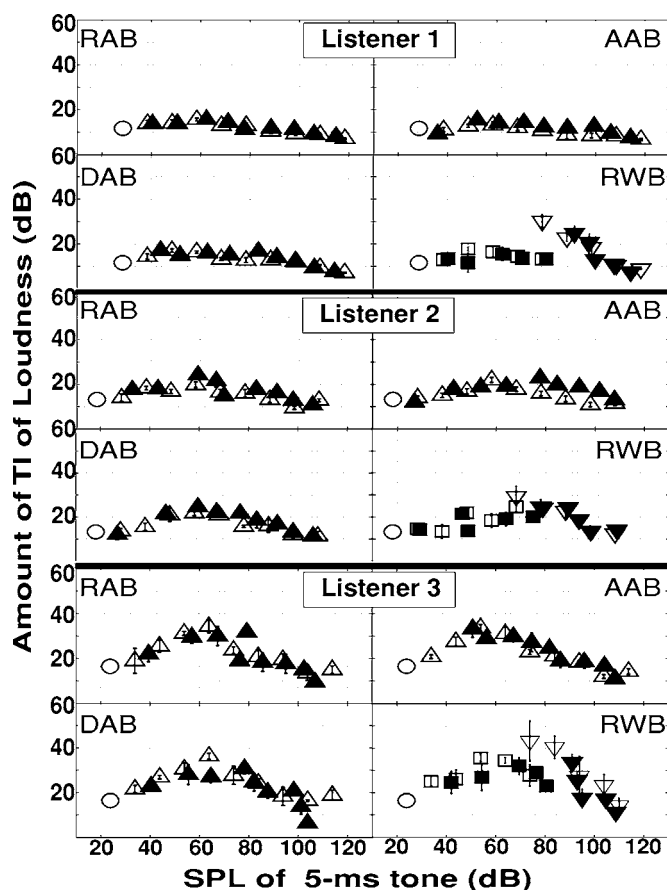 Amount of TI of Loudness (dB)
60
RAB
Listener 1
AAB
40
20
60
DAB
RWB
40
20
60
RAB
Listener 2
AAB
40
20
60
DAB
RWB
40
20
60
RAB
Listener 3
AAB
40
20
60
DAB
RWB
40
20
20 40 60 80 100 120 20 40 60 80 100 120
SPL of 5-ms tone (dB)